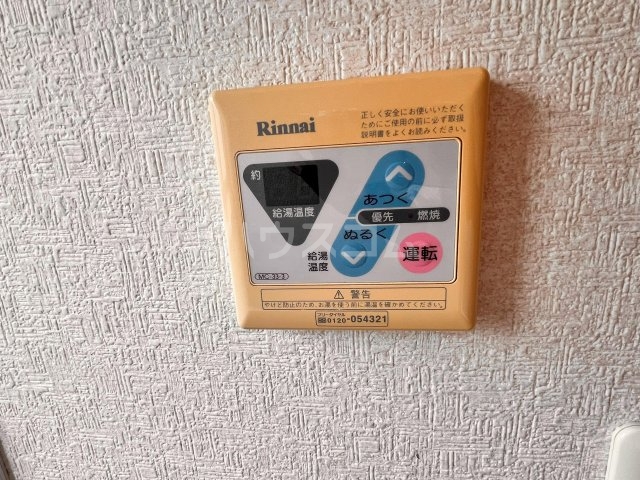 Rinnai
正しく安全にお使いいただく
ためにご使用の前に必ず取扱
説明書をよくお読みください。
約
給湯温度
あつく
優先 燃焼
ぬるく
給湯
温度
運転
MC-33-3
⚠ 警告
やけど防止のため、お湯を使う前に湯温を確かめてください。
フリーダイヤル
0120-054321